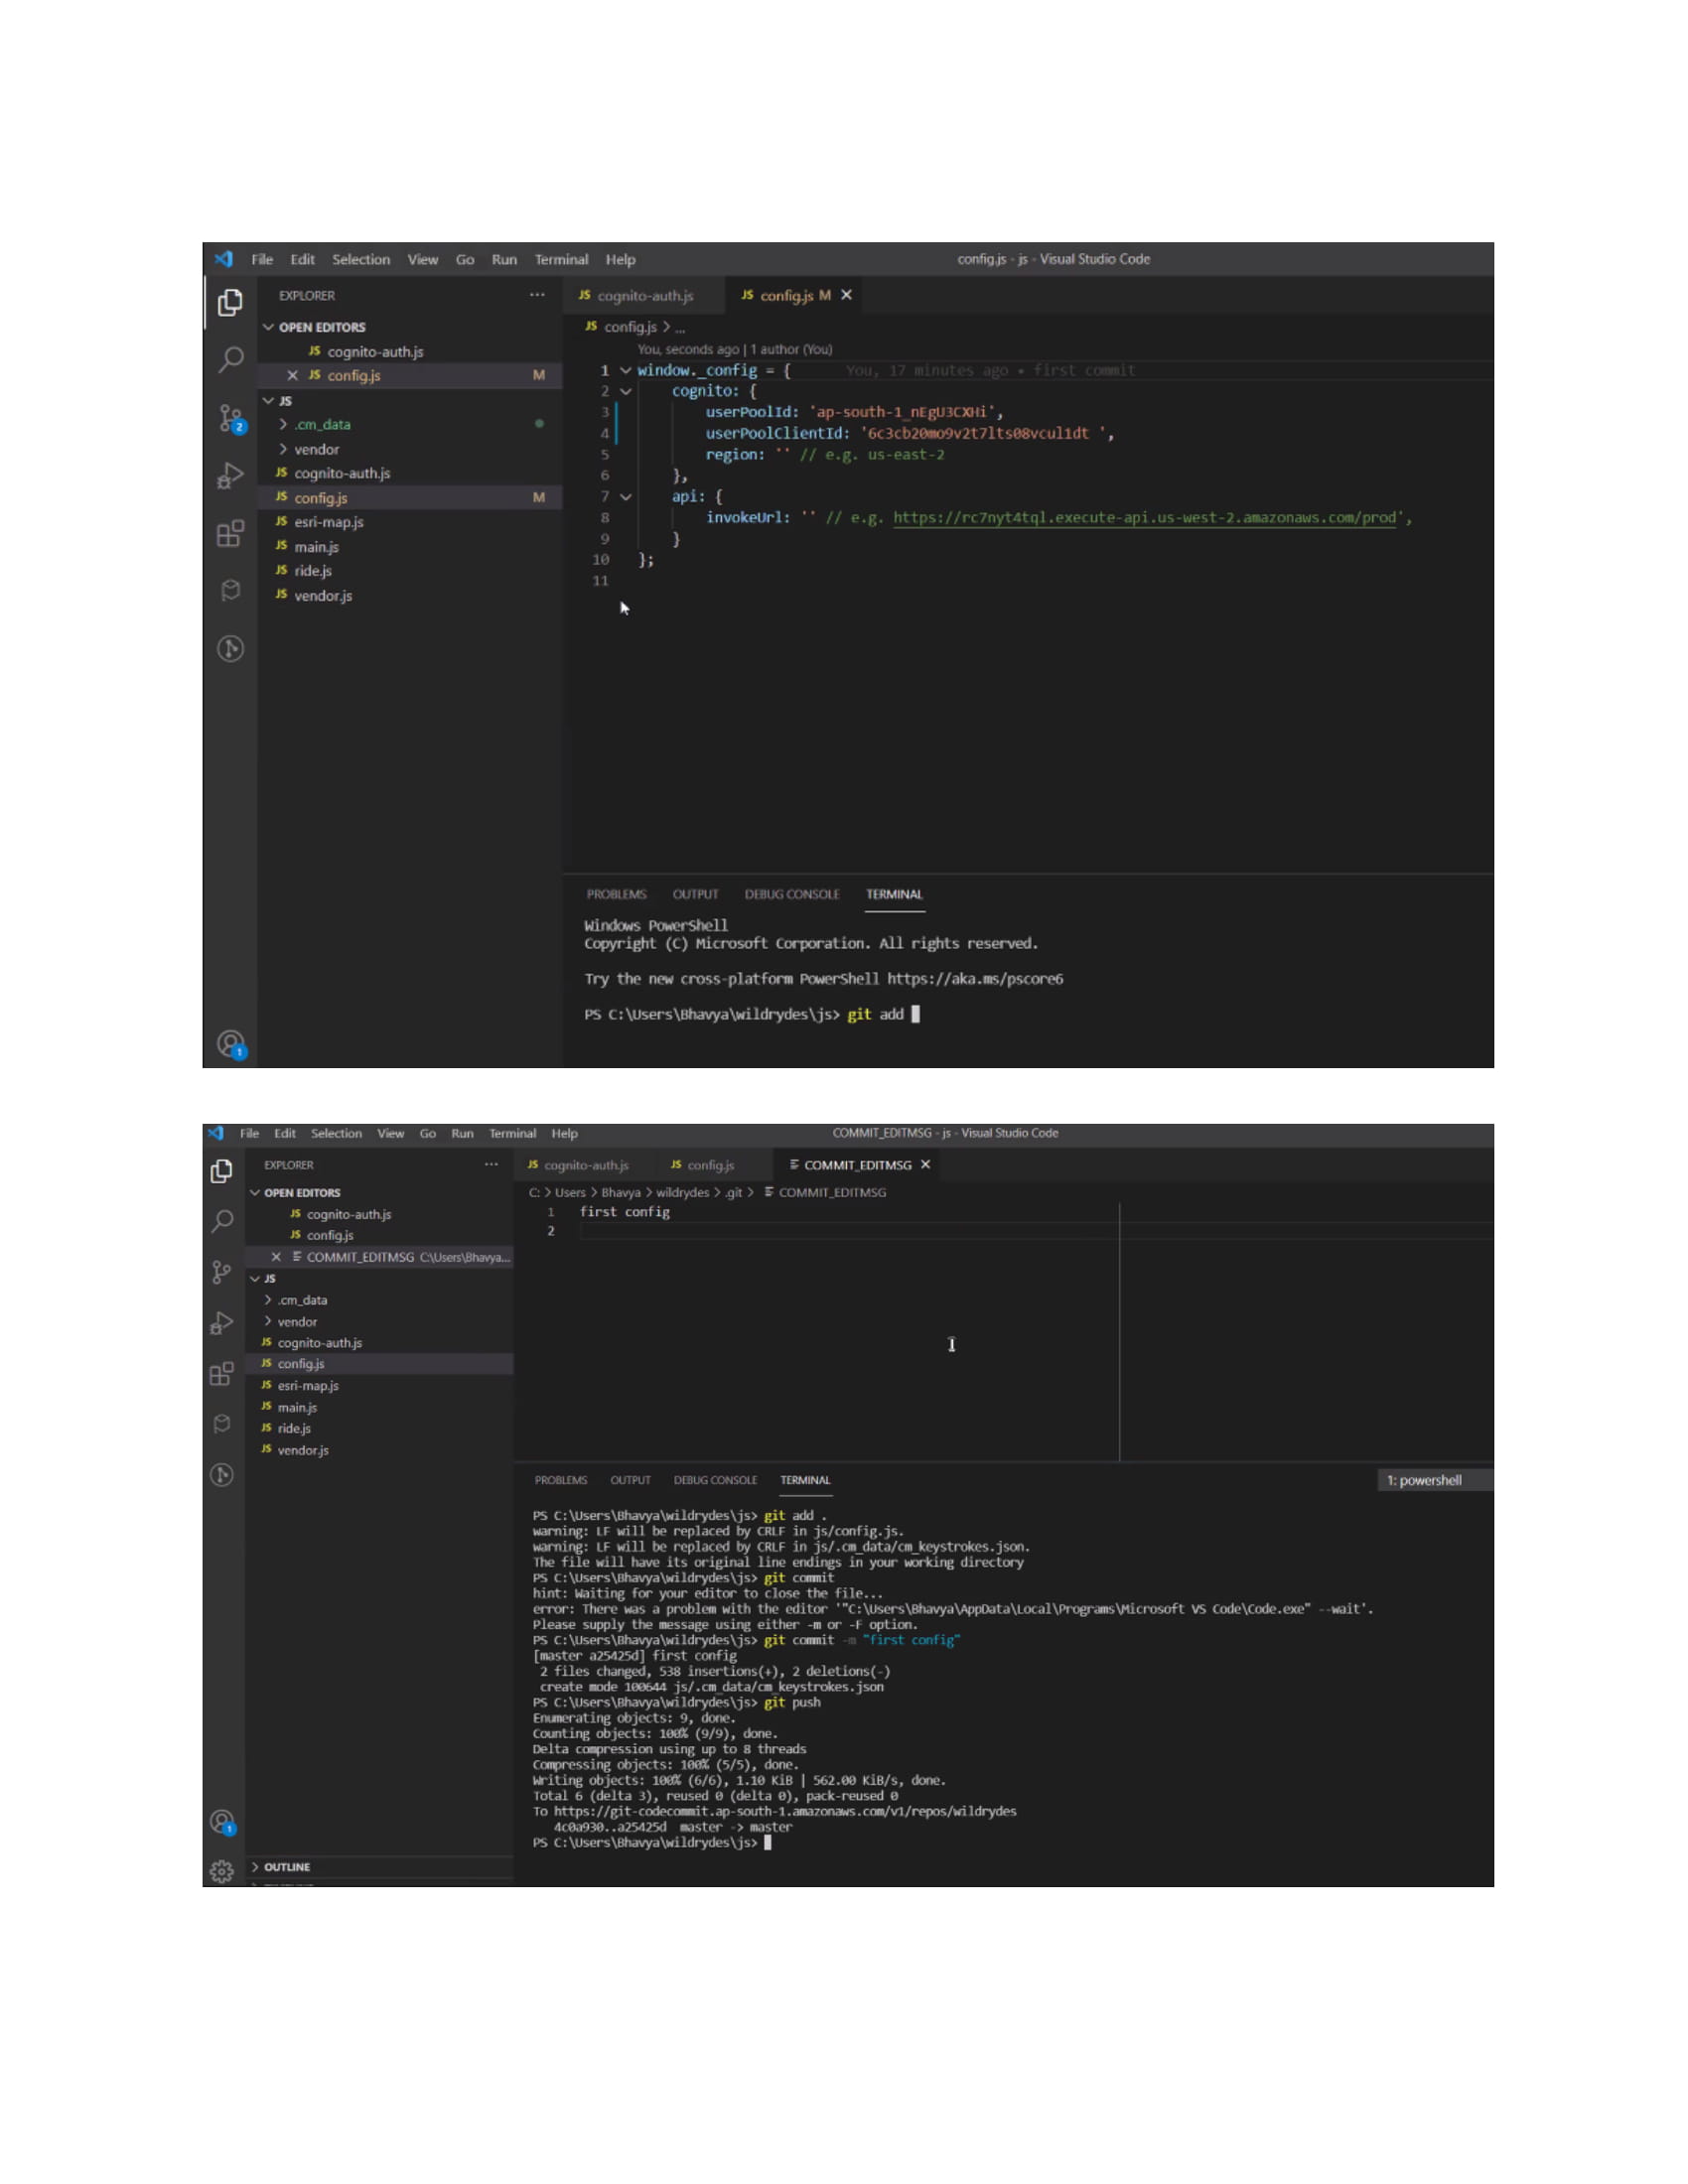 File Edit Selection View Go Run Terminal Help config.js - js - Visual Studio Code
EXPLORER ...
OPEN EDITORS
JS cognito-auth.js
JS config.js M
JS
.cm_data
vendor
JS cognito-auth.js
JS config.js M
JS esri-map.js
JS main.js
JS ride.js
JS vendor.js
2
1
JS cognito-auth.js JS config.js M
JS config.js > ...
You, seconds ago | 1 author (You)
1 window._config = { You, 17 minutes ago • first commit
2 cognito: {
3 userPoolId: 'ap-south-1_nEgU3CXHi',
4 userPoolClientId: '6c3cb20mo9v2t7lts08vcul1dt ',
5 region: '' // e.g. us-east-2
6 },
7 api: {
8 invokeUrl: '' // e.g. https://rc7nyt4tql.execute-api.us-west-2.amazonaws.com/prod',
9 }
10 };
11
PROBLEMS OUTPUT DEBUG CONSOLE TERMINAL
Windows PowerShell
Copyright (C) Microsoft Corporation. All rights reserved.
Try the new cross-platform PowerShell https://aka.ms/pscore6
PS C:\Users\Bhavya\wildrydes\js> git add
File Edit Selection View Go Run Terminal Help COMMIT_EDITMSG - js - Visual Studio Code
EXPLORER ...
OPEN EDITORS
JS cognito-auth.js
JS config.js
COMMIT_EDITMSG C:\Users\Bhavya...
JS
.cm_data
vendor
JS cognito-auth.js
JS config.js
JS esri-map.js
JS main.js
JS ride.js
JS vendor.js
1
OUTLINE
JS cognito-auth.js JS config.js COMMIT_EDITMSG
C: > Users > Bhavya > wildrydes > .git > COMMIT_EDITMSG
1 first config
2
PROBLEMS OUTPUT DEBUG CONSOLE TERMINAL 1: powershell
PS C:\Users\Bhavya\wildrydes\js> git add .
warning: LF will be replaced by CRLF in js/config.js.
warning: LF will be replaced by CRLF in js/.cm_data/cm_keystrokes.json.
The file will have its original line endings in your working directory
PS C:\Users\Bhavya\wildrydes\js> git commit
hint: Waiting for your editor to close the file...
error: There was a problem with the editor '"C:\Users\Bhavya\AppData\Local\Programs\Microsoft VS Code\Code.exe" --wait'.
Please supply the message using either -m or -F option.
PS C:\Users\Bhavya\wildrydes\js> git commit -m "first config"
[master a25425d] first config
2 files changed, 538 insertions(+), 2 deletions(-)
create mode 100644 js/.cm_data/cm_keystrokes.json
PS C:\Users\Bhavya\wildrydes\js> git push
Enumerating objects: 9, done.
Counting objects: 100% (9/9), done.
Delta compression using up to 8 threads
Compressing objects: 100% (5/5), done.
Writing objects: 100% (6/6), 1.10 KiB | 562.00 KiB/s, done.
Total 6 (delta 3), reused 0 (delta 0), pack-reused 0
To https://git-codecommit.ap-south-1.amazonaws.com/v1/repos/wildrydes
4c0a930..a25425d master -> master
PS C:\Users\Bhavya\wildrydes\js>